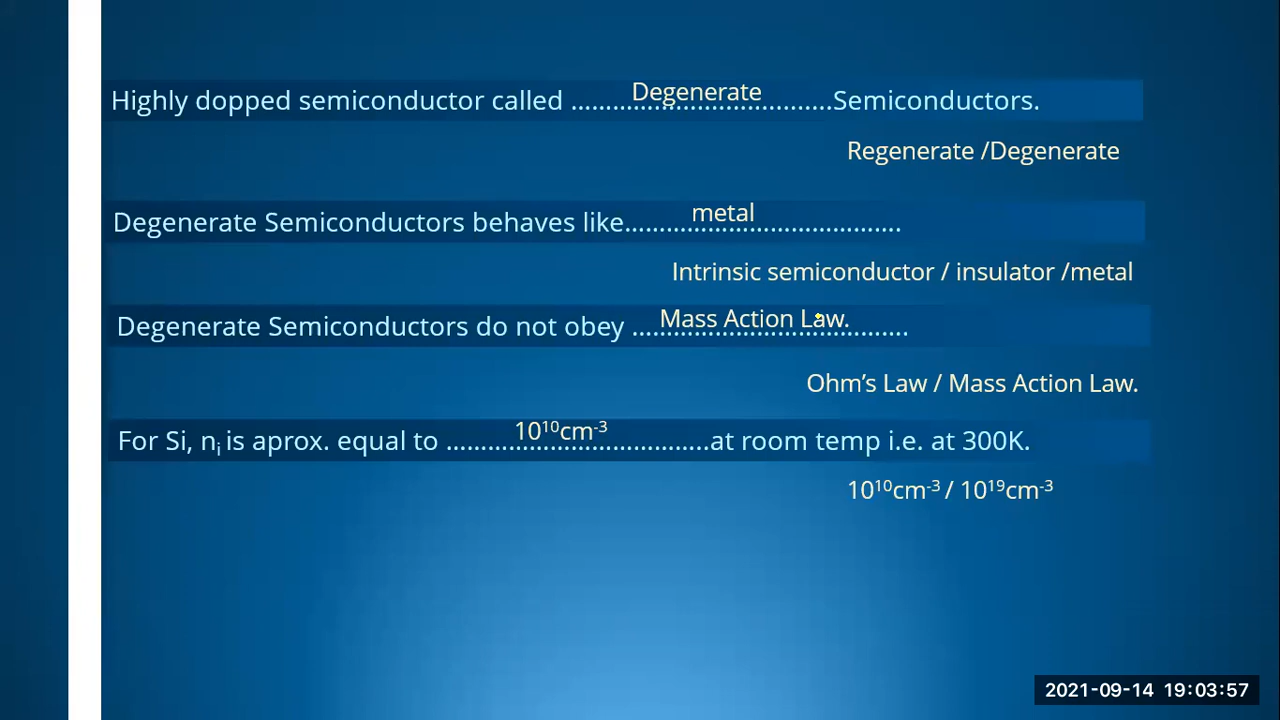 Highly dopped semiconductor called ......................................Semiconductors.
Degenerate
Regenerate /Degenerate
Degenerate Semiconductors behaves like........................................
metal
Intrinsic semiconductor / insulator /metal
Degenerate Semiconductors do not obey ........................................
Mass Action Law.
Ohm’s Law / Mass Action Law.
For Si, nᵢ is aprox. equal to ......................................at room temp i.e. at 300K.
10¹⁰cm⁻³
10¹⁰cm⁻³ / 10¹⁹cm⁻³
2021-09-14 19:03:57